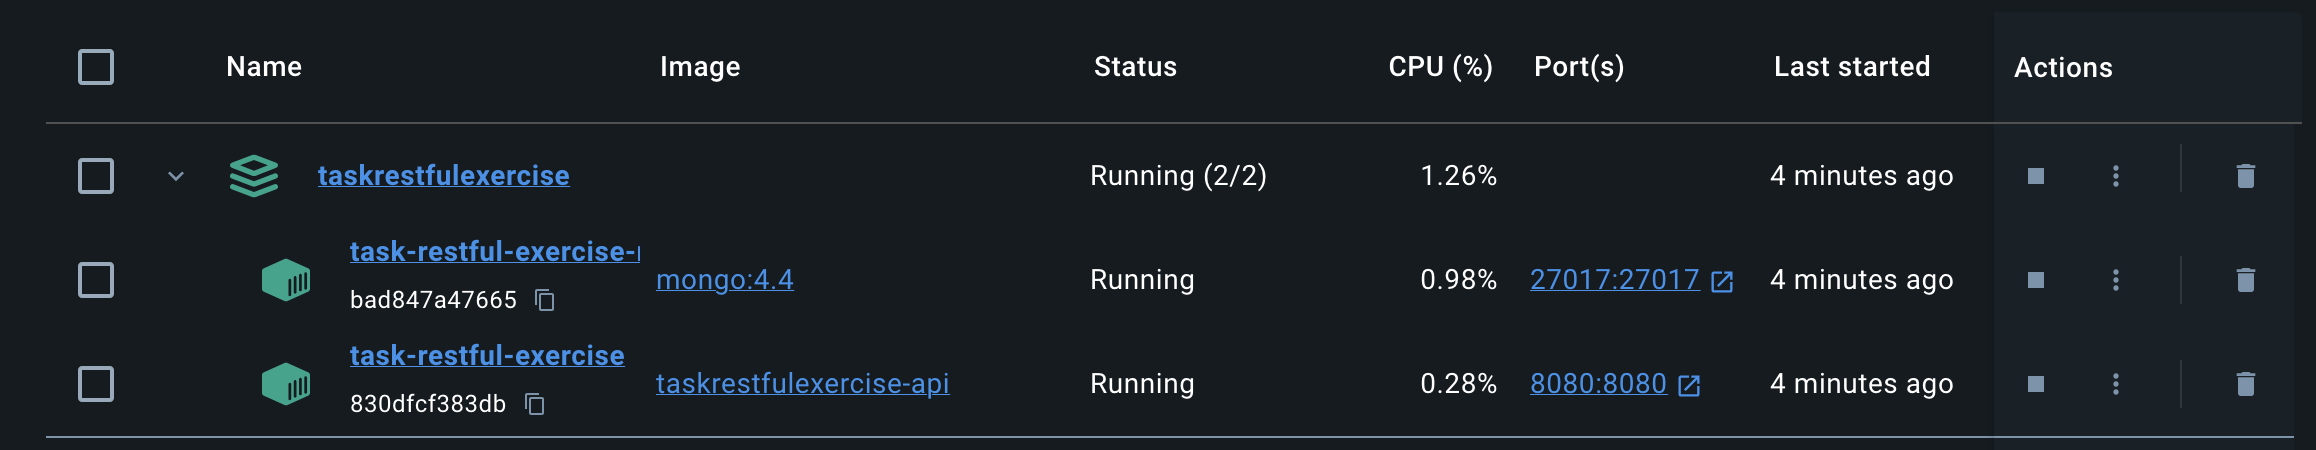 Name Image Status CPU (%) Port(s) Last started Actions
taskrestfulexercise Running (2/2) 1.26% 4 minutes ago
task-restful-exercise-
bad847a47665 mongo:4.4 Running 0.98% 27017:27017 4 minutes ago
task-restful-exercise
830dfcf383db taskrestfulexercise-api Running 0.28% 8080:8080 4 minutes ago